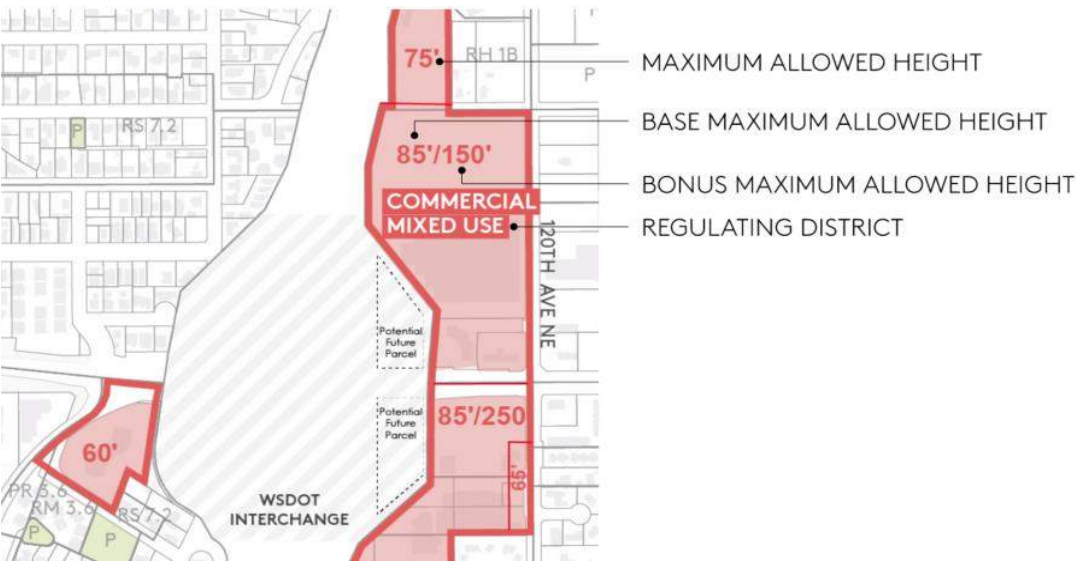 75'
RH 1B
P
MAXIMUM ALLOWED HEIGHT
P
RS 7.2
BASE MAXIMUM ALLOWED HEIGHT
85'/150'
BONUS MAXIMUM ALLOWED HEIGHT
COMMERCIAL
MIXED USE
REGULATING DISTRICT
120TH AVE NE
Potential
Future
Parcel
Potential
Future
Parcel
85'/250
60'
65'
PR 3.6
RM 3.6
RS 7.2
P
P
WSDOT
INTERCHANGE